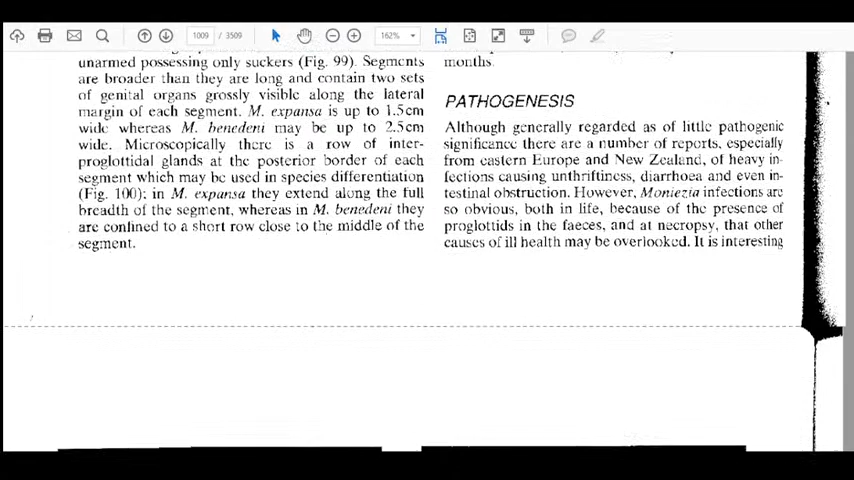 1009 / 3509
162%
unarmed possessing only suckers (Fig. 99). Segments
are broader than they are long and contain two sets
of genital organs grossly visible along the lateral
margin of each segment. M. expansa is up to 1.5cm
wide whereas M. benedeni may be up to 2.5cm
wide. Microscopically there is a row of inter-
proglottidal glands at the posterior border of each
segment which may be used in species differentiation
(Fig. 100); in M. expansa they extend along the full
breadth of the segment, whereas in M. benedeni they
are confined to a short row close to the middle of the
segment.
months.
PATHOGENESIS
Although generally regarded as of little pathogenic
significance there are a number of reports, especially
from eastern Europe and New Zealand, of heavy in-
fections causing unthriftiness, diarrhoea and even in-
testinal obstruction. However, Moniezia infections are
so obvious, both in life, because of the presence of
proglottids in the faeces, and at necropsy, that other
causes of ill health may be overlooked. It is interesting